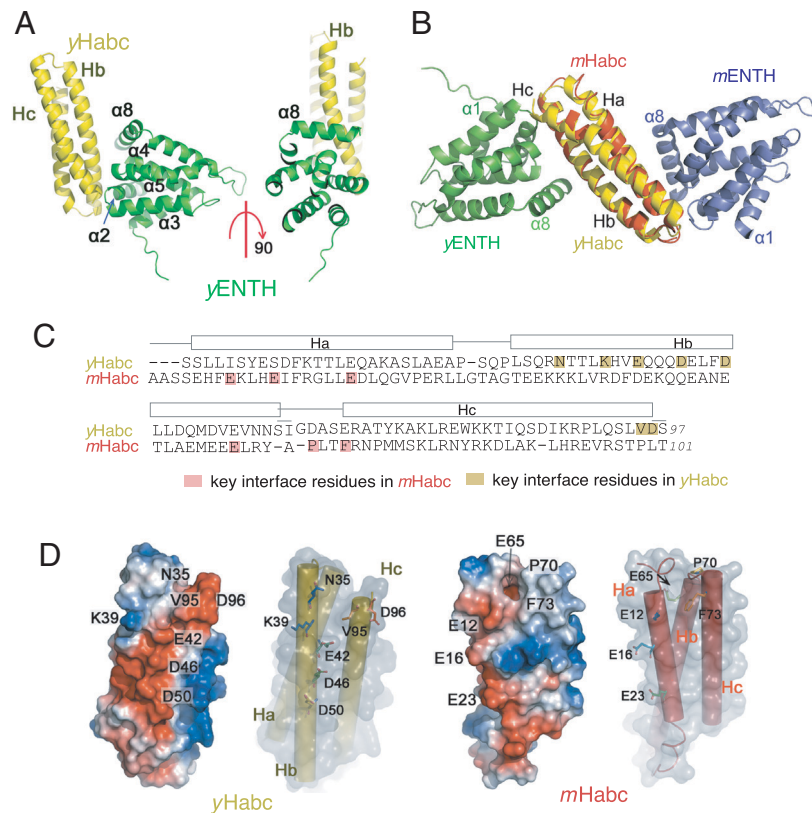 A
yHabc
Hb
Hc
α8
α4
α5
α3
α2
Hb
α8
90
yENTH
B
mHabc
Hc
Ha
mENTH
α1
α8
α8
Hb
yENTH
yHabc
α1
C
Ha
Hb
yHabc ---SSLLISYESDFKTTLEQAKASLAEAP-SQPLSQRNTTLKHVEQQQDELFD
mHabc AASSEHFEKLHEIFRGLLEDLQGVPERLLGTAGTEEKKKLVRDFDEKQQEANE
Hc
yHabc LLDQMDVEVNNSIGDASERATYKAKLREWKKTIQSDIKRPLQSLVDS 97
mHabc TLAEMEEELRY-A-PLTFRNPMMSKLRNYRKDLAK-LHREVRSTPLT 101
key interface residues in mHabc key interface residues in yHabc
D
N35
V95
D96
K39
E42
D46
D50
N35
Hc
D96
K39
V95
E42
D46
D50
Ha
Hb
yHabc
E65
P70
E12
F73
E16
E23
P70
E65
Ha
E12
F73
Hb
E16
Hc
E23
mHabc